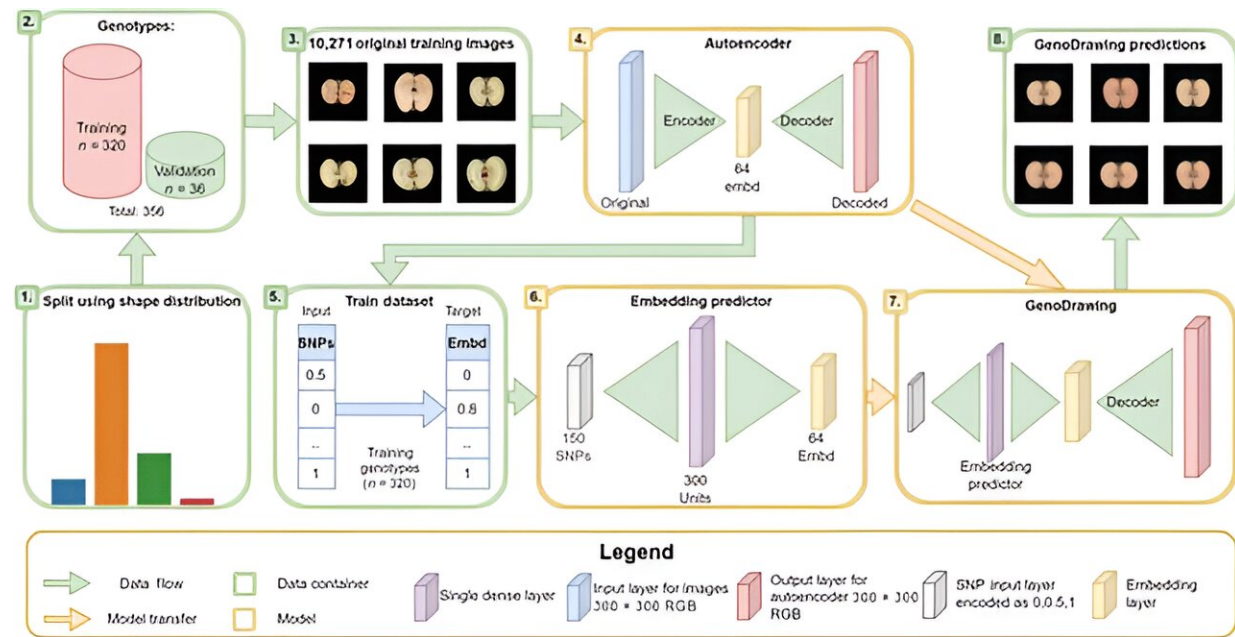 2.
Genotypes:
Training
n = 320
Validation
n = 36
Total: 356
3.
10,271 original training images
4.
Autoencoder
Encoder
Decoder
64
embd
Original
Decoded
8.
GenoDrawing predictions
1.
Split using shape distribution
5.
Train dataset
Input
Target
SNPs
Embd
0.5
0
0
0.8
...
...
1
1
Training
genotypes
(n = 320)
6.
Embedding predictor
150
SNPs
300
Units
64
Embd
7.
GenoDrawing
Embedding
predictor
Decoder
Legend
Data flow
Model transfer
Data container
Model
Single dense layer
Input layer for images
300 × 300 RGB
Output layer for
autoencoder 300 × 300
RGB
SNP input layer
encoded as 0,0.5,1
Embedding
layer